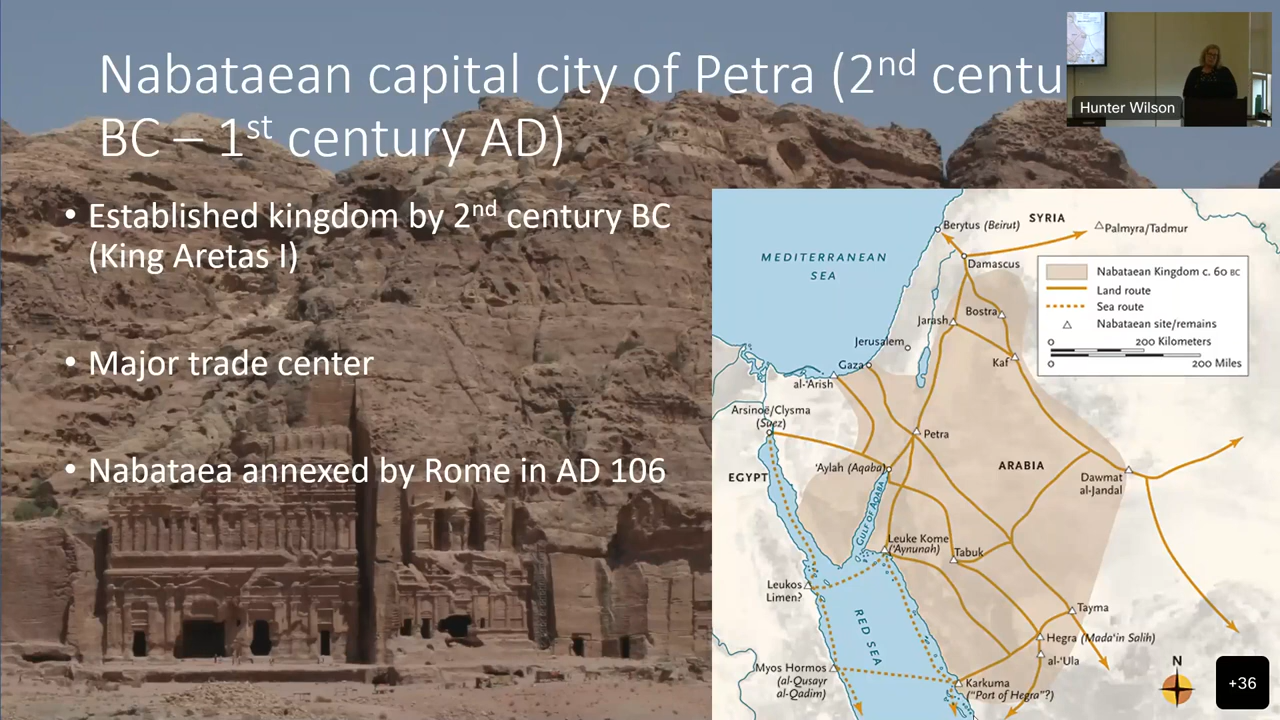 Nabataean capital city of Petra (2nd centu
BC – 1st century AD)
Hunter Wilson
• Established kingdom by 2nd century BC
(King Aretas I)
• Major trade center
• Nabataea annexed by Rome in AD 106
Berytus (Beirut)
SYRIA
Palmyra/Tadmur
MEDITERRANEAN
SEA
Damascus
Nabataean Kingdom c. 60 BC
Land route
Sea route
Nabataean site/remains
0 200 Kilometers
0 200 Miles
Bostra
Jarash
Jerusalem
Kaf
Gaza
al-'Arish
Arsinoë/Clysma
(Suez)
Petra
'Aylah (Aqaba)
ARABIA
EGYPT
Dawmat
al-Jandal
GULF OF AQABA
Leuke Kome
('Aynunah)
Tabuk
Leukos
Limen?
RED SEA
Tayma
Hegra (Mada'in Salih)
al-'Ula
Myos Hormos
(al-Qusayr
al-Qadim)
Karkuma
("Port of Hegra"?)
N
+36